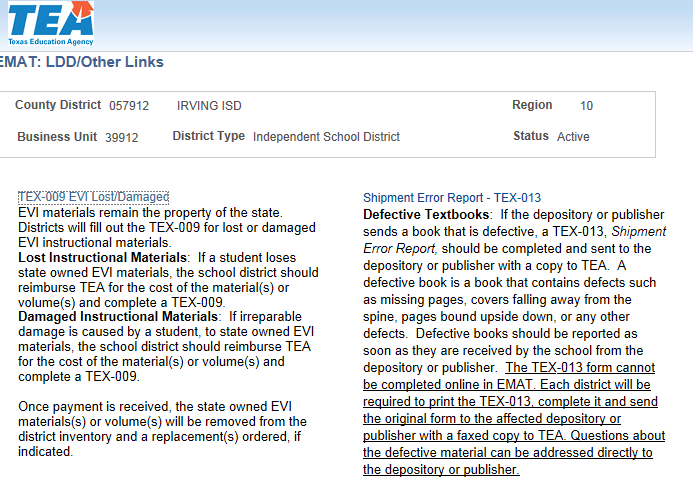 TEA
Texas Education Agency
EMAT: LDD/Other Links
County District 057912 IRVING ISD Region 10
Business Unit 39912 District Type Independent School District Status Active
TEX-009 EVI Lost/Damaged
EVI materials remain the property of the state.
Districts will fill out the TEX-009 for lost or damaged
EVI instructional materials.
Lost Instructional Materials: If a student loses
state owned EVI materials, the school district should
reimburse TEA for the cost of the material(s) or
volume(s) and complete a TEX-009.
Damaged Instructional Materials: If irreparable
damage is caused by a student, to state owned EVI
materials, the school district should reimburse TEA
for the cost of the material(s) or volume(s) and
complete a TEX-009.
Once payment is received, the state owned EVI
materials(s) or volume(s) will be removed from the
district inventory and a replacement(s) ordered, if
indicated.
Shipment Error Report - TEX-013
Defective Textbooks: If the depository or publisher
sends a book that is defective, a TEX-013, Shipment
Error Report, should be completed and sent to the
depository or publisher with a copy to TEA. A
defective book is a book that contains defects such
as missing pages, covers falling away from the
spine, pages bound upside down, or any other
defects. Defective books should be reported as
soon as they are received by the school from the
depository or publisher. The TEX-013 form cannot
be completed online in EMAT. Each district will be
required to print the TEX-013, complete it and send
the original form to the affected depository or
publisher with a faxed copy to TEA. Questions about
the defective material can be addressed directly to
the depository or publisher.